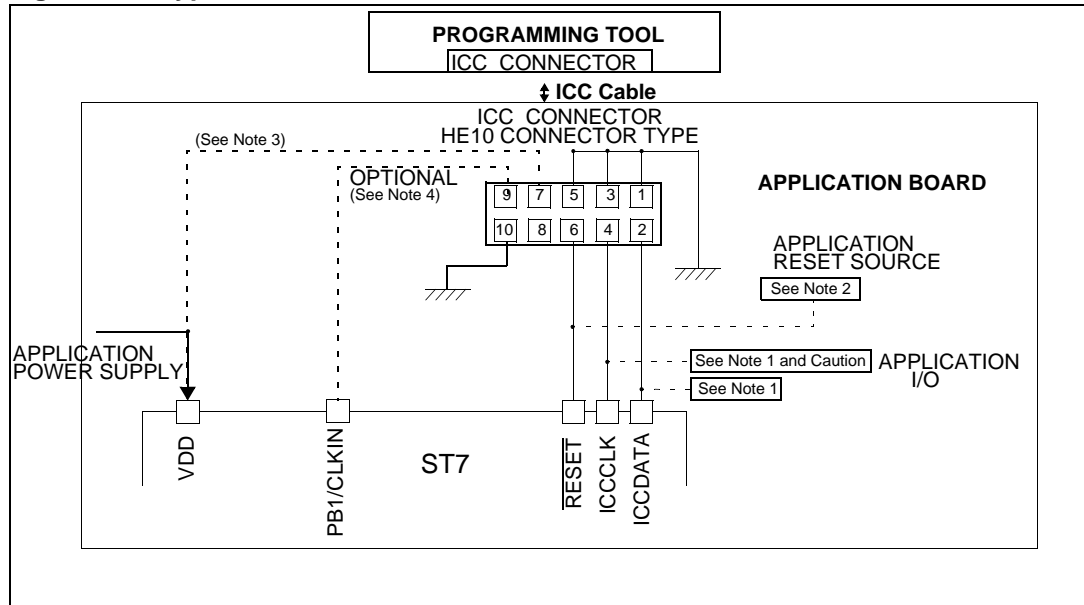 PROGRAMMING TOOL
ICC CONNECTOR
ICC Cable
ICC CONNECTOR
HE10 CONNECTOR TYPE
(See Note 3)
OPTIONAL
(See Note 4)
9 7 5 3 1
10 8 6 4 2
APPLICATION BOARD
APPLICATION
RESET SOURCE
See Note 2
APPLICATION
POWER SUPPLY
See Note 1 and Caution
See Note 1
APPLICATION
I/O
VDD
PB1/CLKIN
ST7
RESET
ICCCLK
ICCDATA